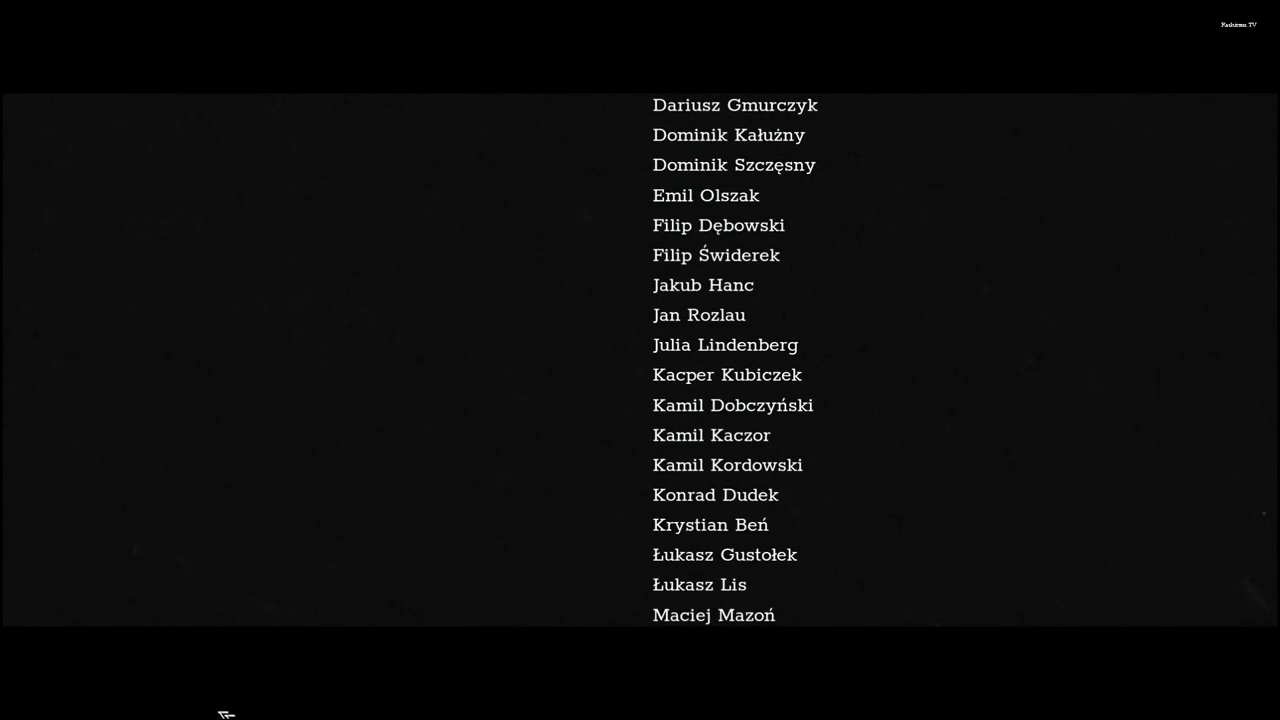 Dariusz Gmurczyk
Dominik Kałużny
Dominik Szczęsny
Emil Olszak
Filip Dębowski
Filip Świderek
Jakub Hanc
Jan Rozlau
Julia Lindenberg
Kacper Kubiczek
Kamil Dobczyński
Kamil Kaczor
Kamil Kordowski
Konrad Dudek
Krystian Beń
Łukasz Gustołek
Łukasz Lis
Maciej Mazoń